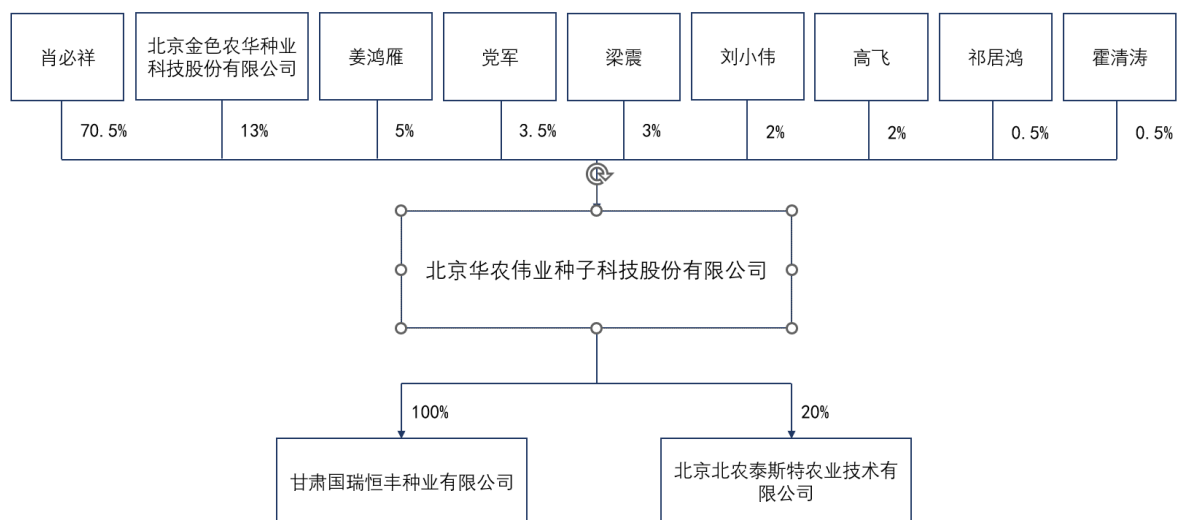 肖必祥
北京金色农华种业
科技股份有限公司
姜鸿雁
党军
梁震
刘小伟
高飞
祁居鸿
霍清涛
70.5%
13%
5%
3.5%
3%
2%
2%
0.5%
0.5%
北京华农伟业种子科技股份有限公司
100%
20%
甘肃国瑞恒丰种业有限公司
北京北农泰斯特农业技术有
限公司